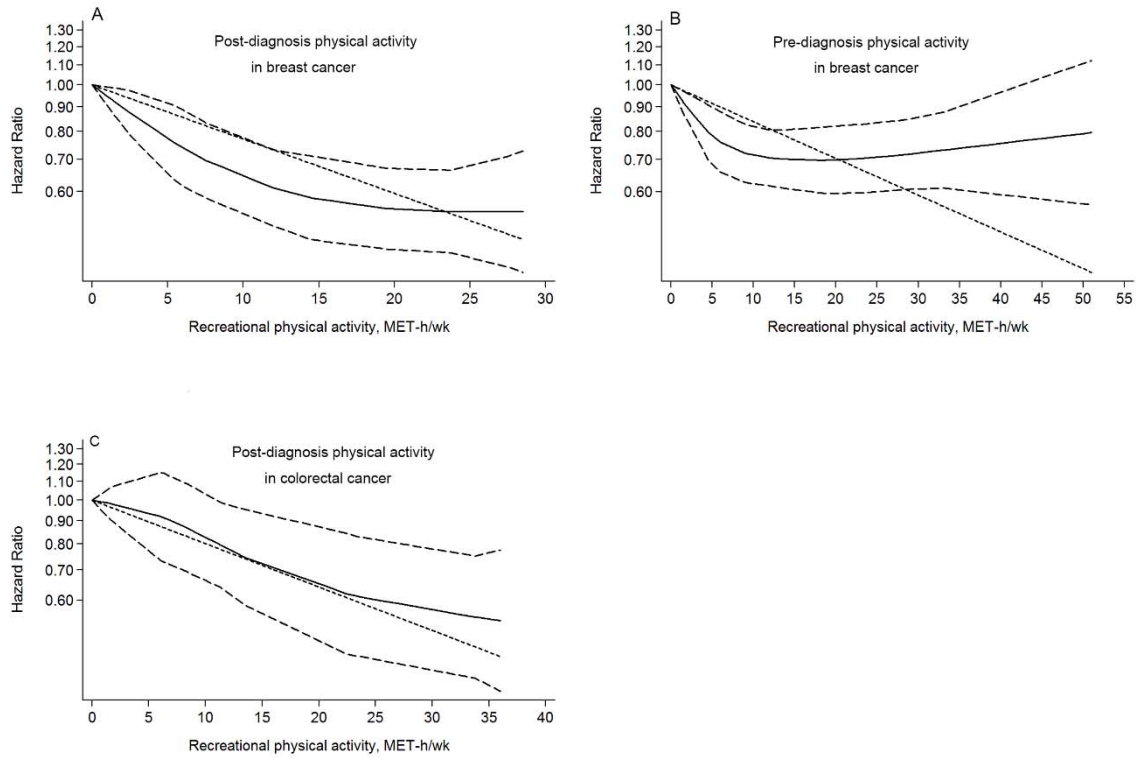 A
Post-diagnosis physical activity
in breast cancer
1.30
1.20
1.10
1.00
0.90
0.80
0.70
0.60
Hazard Ratio
0 5 10 15 20 25 30
Recreational physical activity, MET-h/wk
B
Pre-diagnosis physical activity
in breast cancer
1.30
1.20
1.10
1.00
0.90
0.80
0.70
0.60
Hazard Ratio
0 5 10 15 20 25 30 35 40 45 50 55
Recreational physical activity, MET-h/wk
C
Post-diagnosis physical activity
in colorectal cancer
1.30
1.20
1.10
1.00
0.90
0.80
0.70
0.60
Hazard Ratio
0 5 10 15 20 25 30 35 40
Recreational physical activity, MET-h/wk